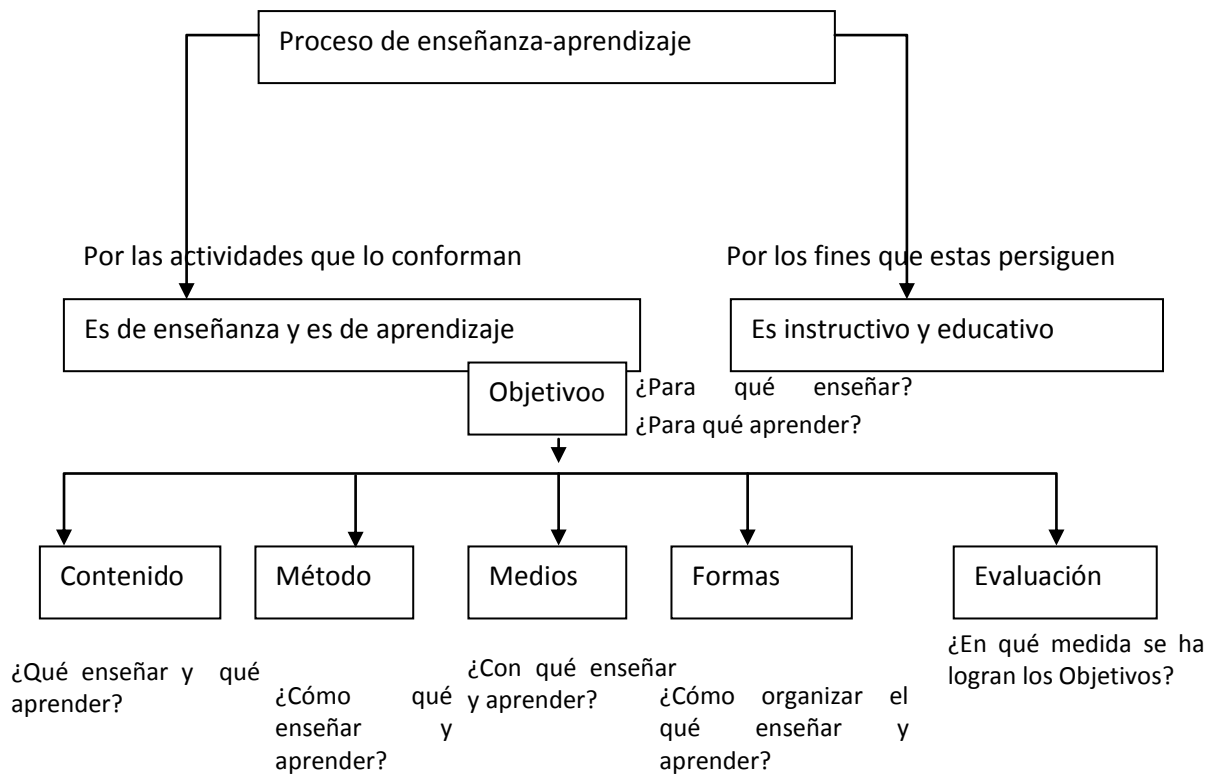 Proceso de enseñanza-aprendizaje
Por las actividades que lo conforman
Por los fines que estas persiguen
Es de enseñanza y es de aprendizaje
Es instructivo y educativo
Objetivoo
¿Para qué enseñar?
¿Para qué aprender?
Contenido
Método
Medios
Formas
Evaluación
¿Qué enseñar y qué
aprender?
¿Cómo qué
enseñar y
aprender?
¿Con qué enseñar
y aprender?
¿Cómo organizar el
qué enseñar y
aprender?
¿En qué medida se ha
logran los Objetivos?